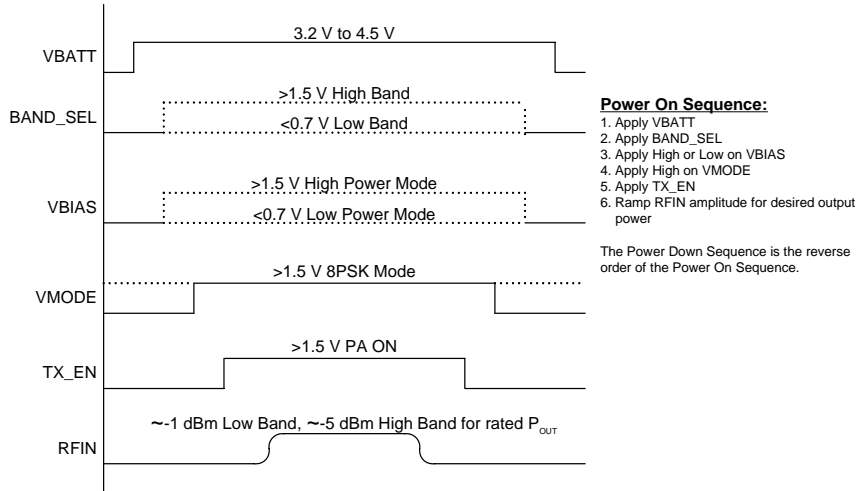 3.2 V to 4.5 V
VBATT
>1.5 V High Band
BAND_SEL
<0.7 V Low Band
>1.5 V High Power Mode
VBIAS
<0.7 V Low Power Mode
>1.5 V 8PSK Mode
VMODE
>1.5 V PA ON
TX_EN
~-1 dBm Low Band, ~-5 dBm High Band for rated POUT
RFIN
Power On Sequence:
1. Apply VBATT
2. Apply BAND_SEL
3. Apply High or Low on VBIAS
4. Apply High on VMODE
5. Apply TX_EN
6. Ramp RFIN amplitude for desired output
power
The Power Down Sequence is the reverse
order of the Power On Sequence.